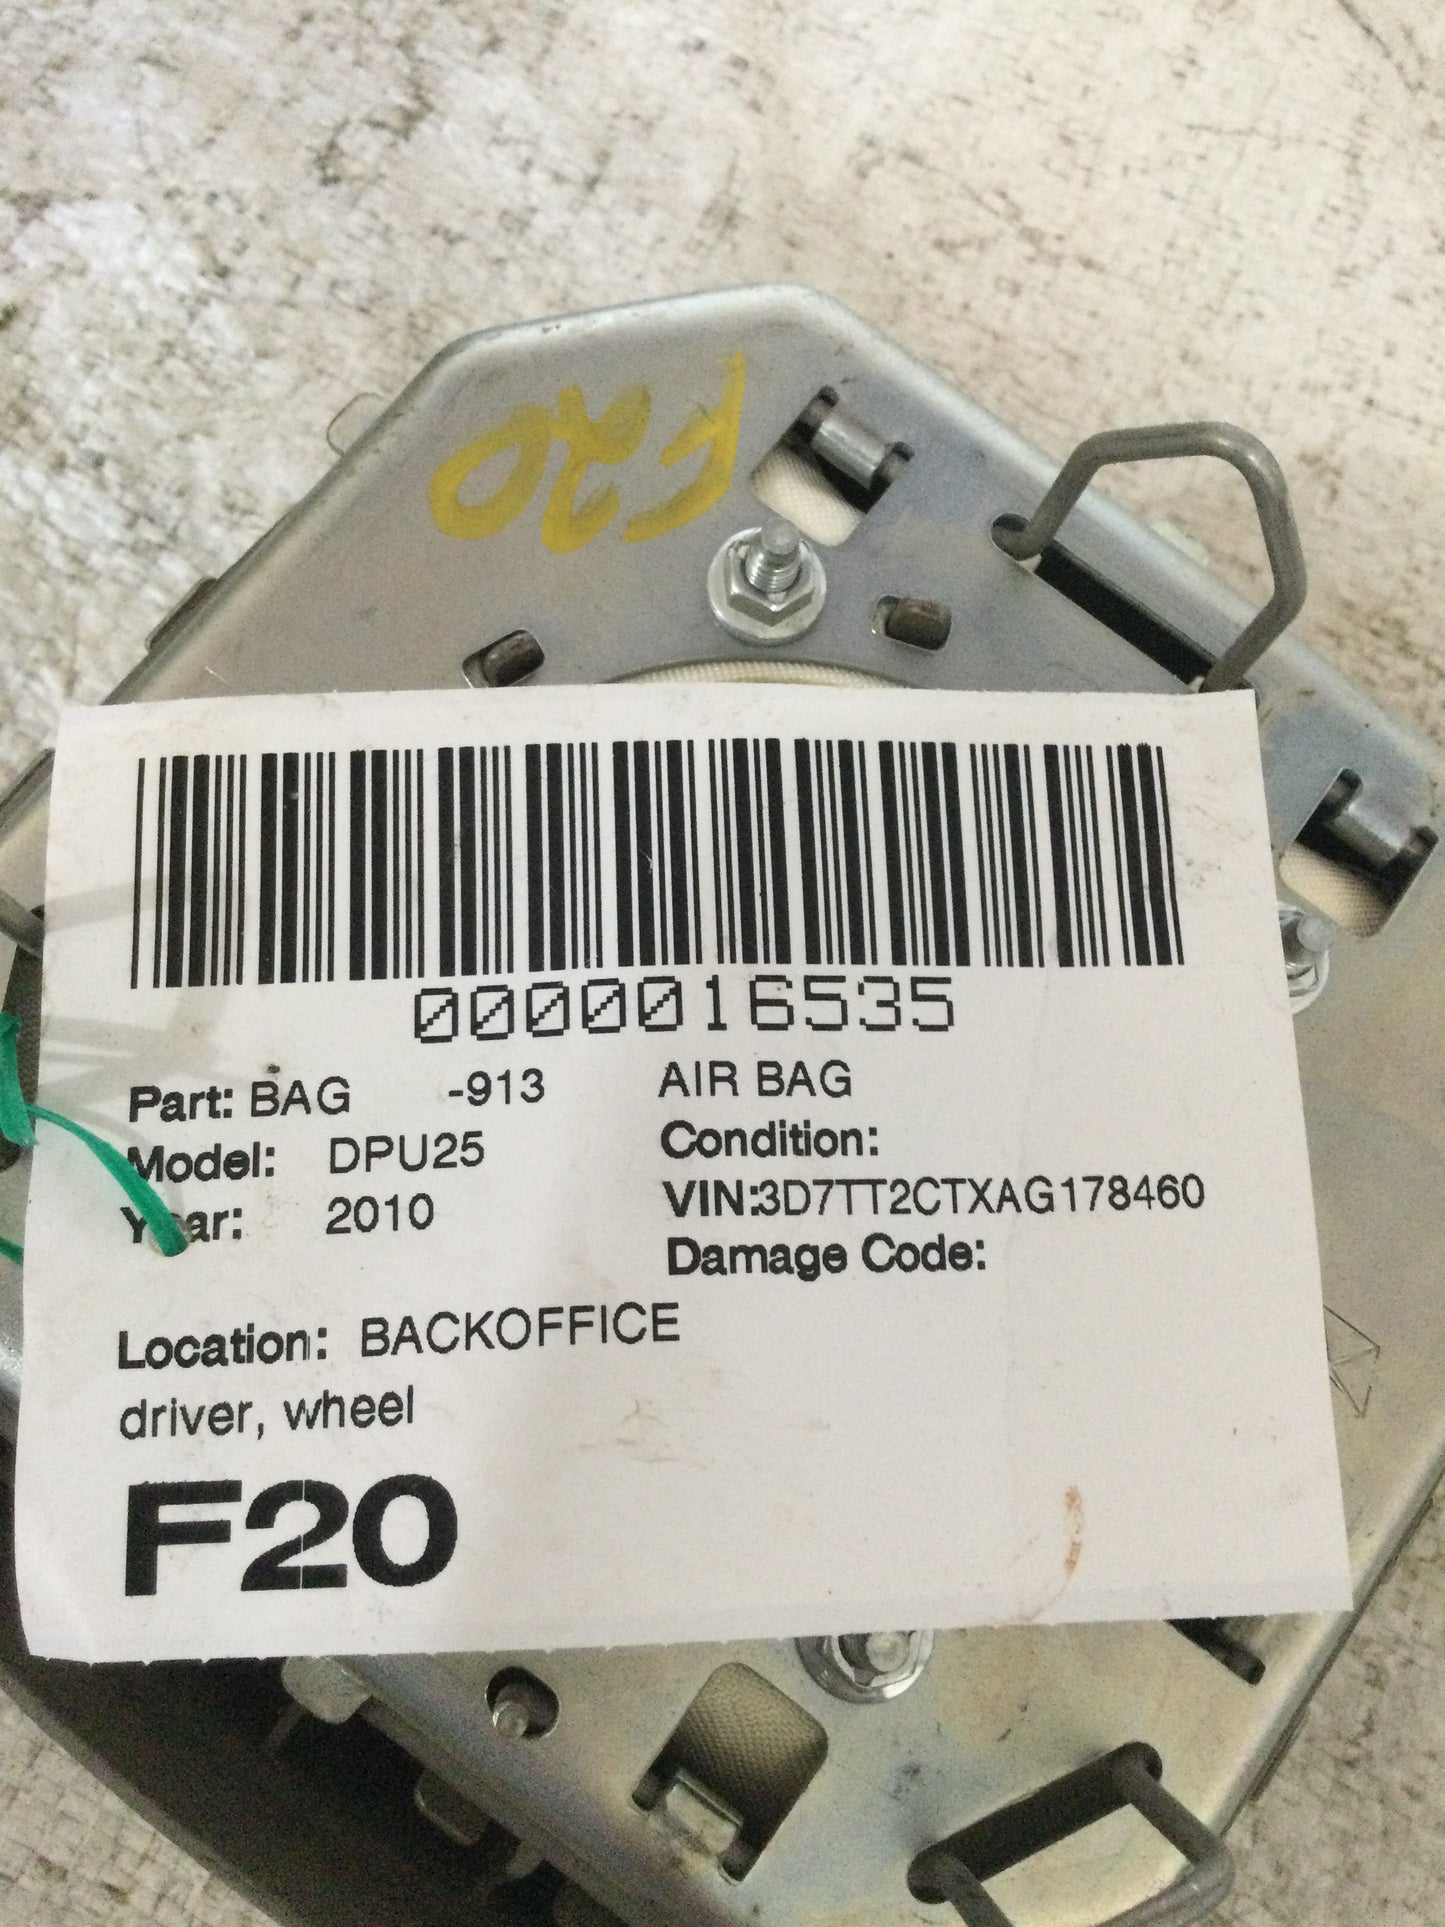 F20
0000016535
Part: BAG -913 AIR BAG
Model: DPU25 Condition:
Year: 2010 VIN:3D7TT2CTXAG178460
Damage Code:
Location: BACKOFFICE
driver, wheel
F20